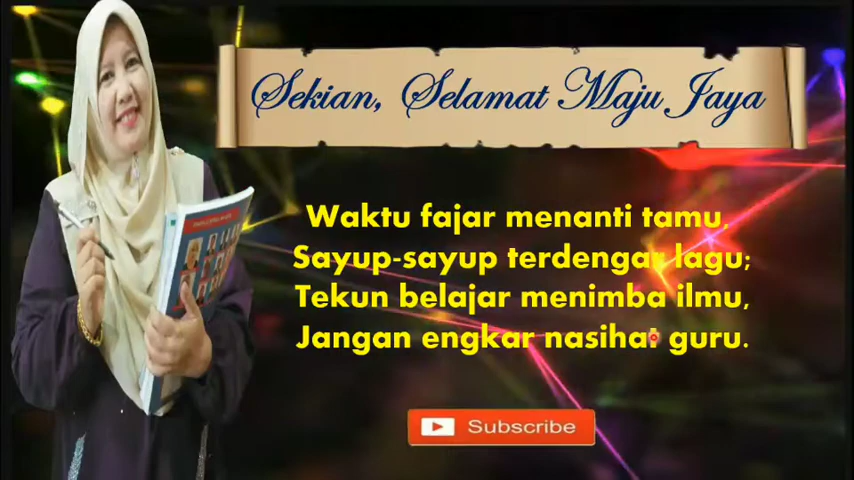 Sekian, Selamat Maju Jaya
Waktu fajar menanti tamu,
Sayup-sayup terdengar lagu;
Tekun belajar menimba ilmu,
Jangan engkar nasihat guru.
Subscribe